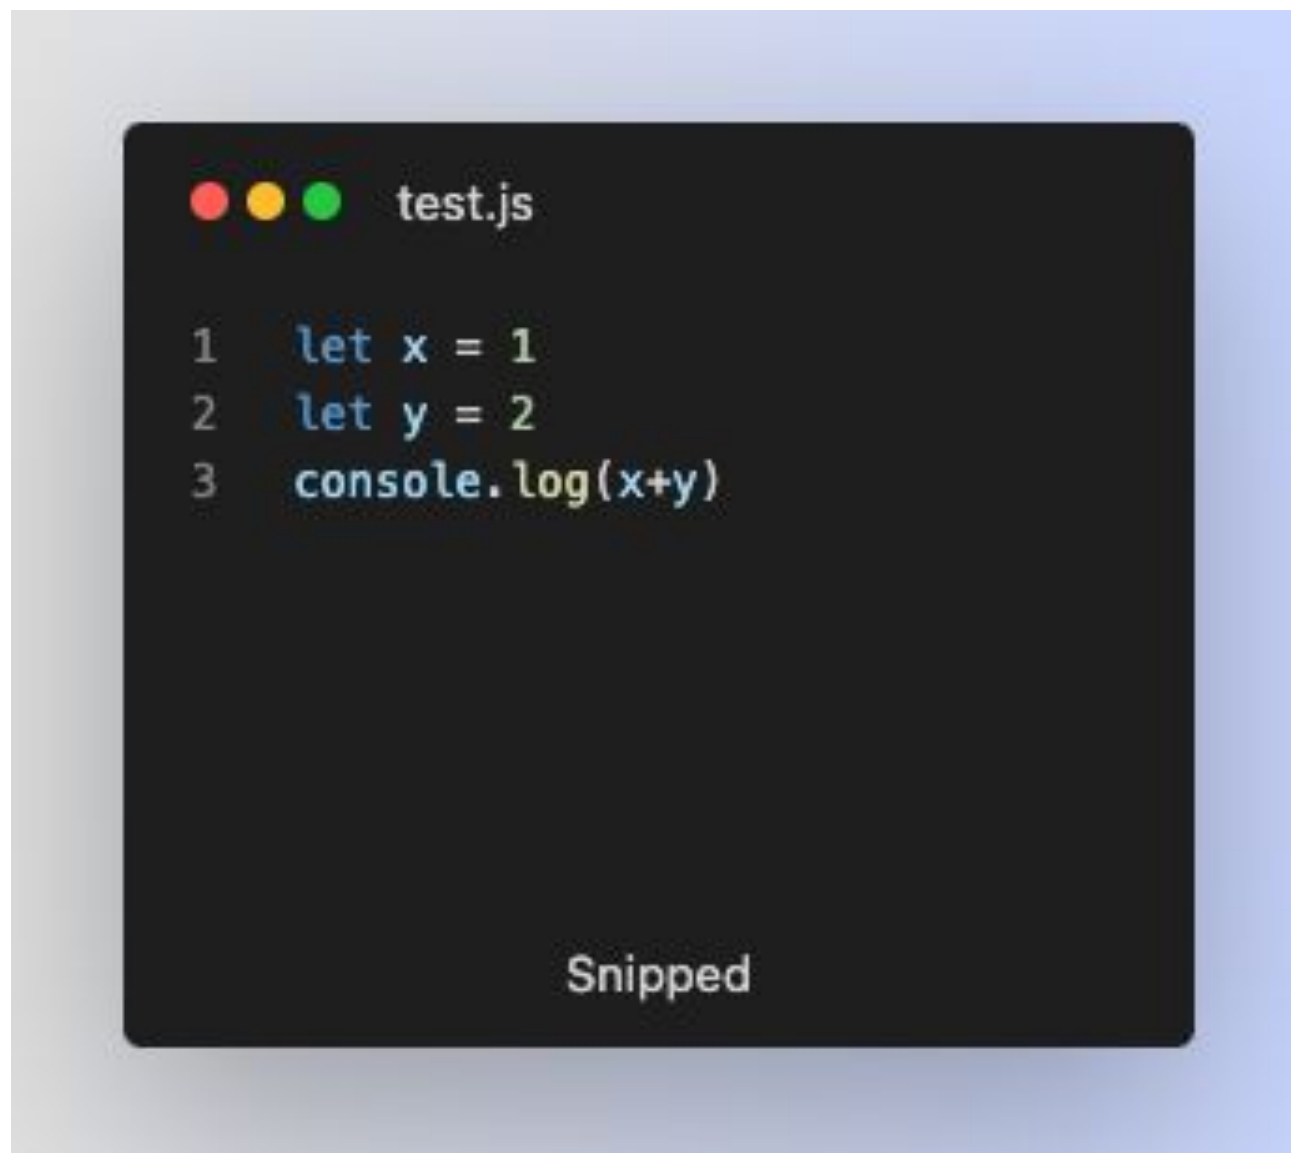 test.js
1 let x = 1
2 let y = 2
3 console.log(x+y)
Snipped